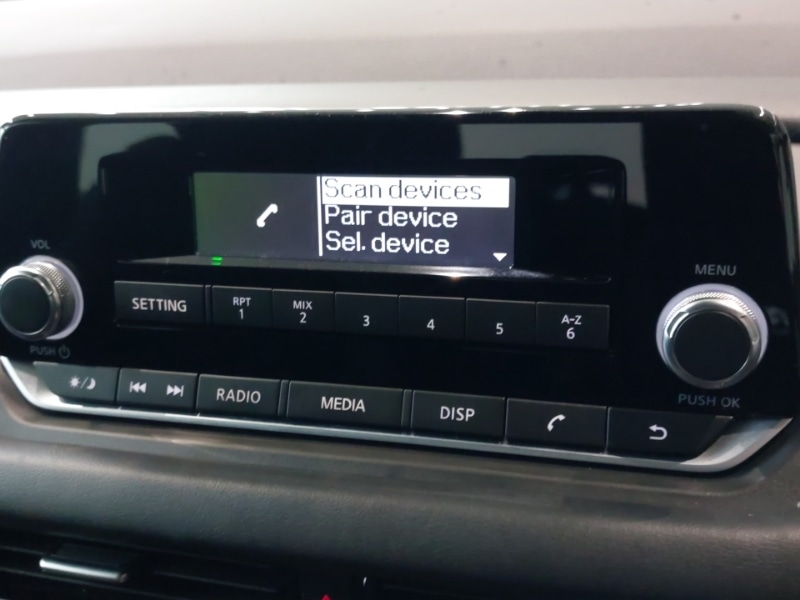 Scan devices
Pair device
Sel. device
VOL
PUSH
MENU
PUSH OK
SETTING
RPT
1
MIX
2
3
4
5
A-Z
6
RADIO
MEDIA
DISP